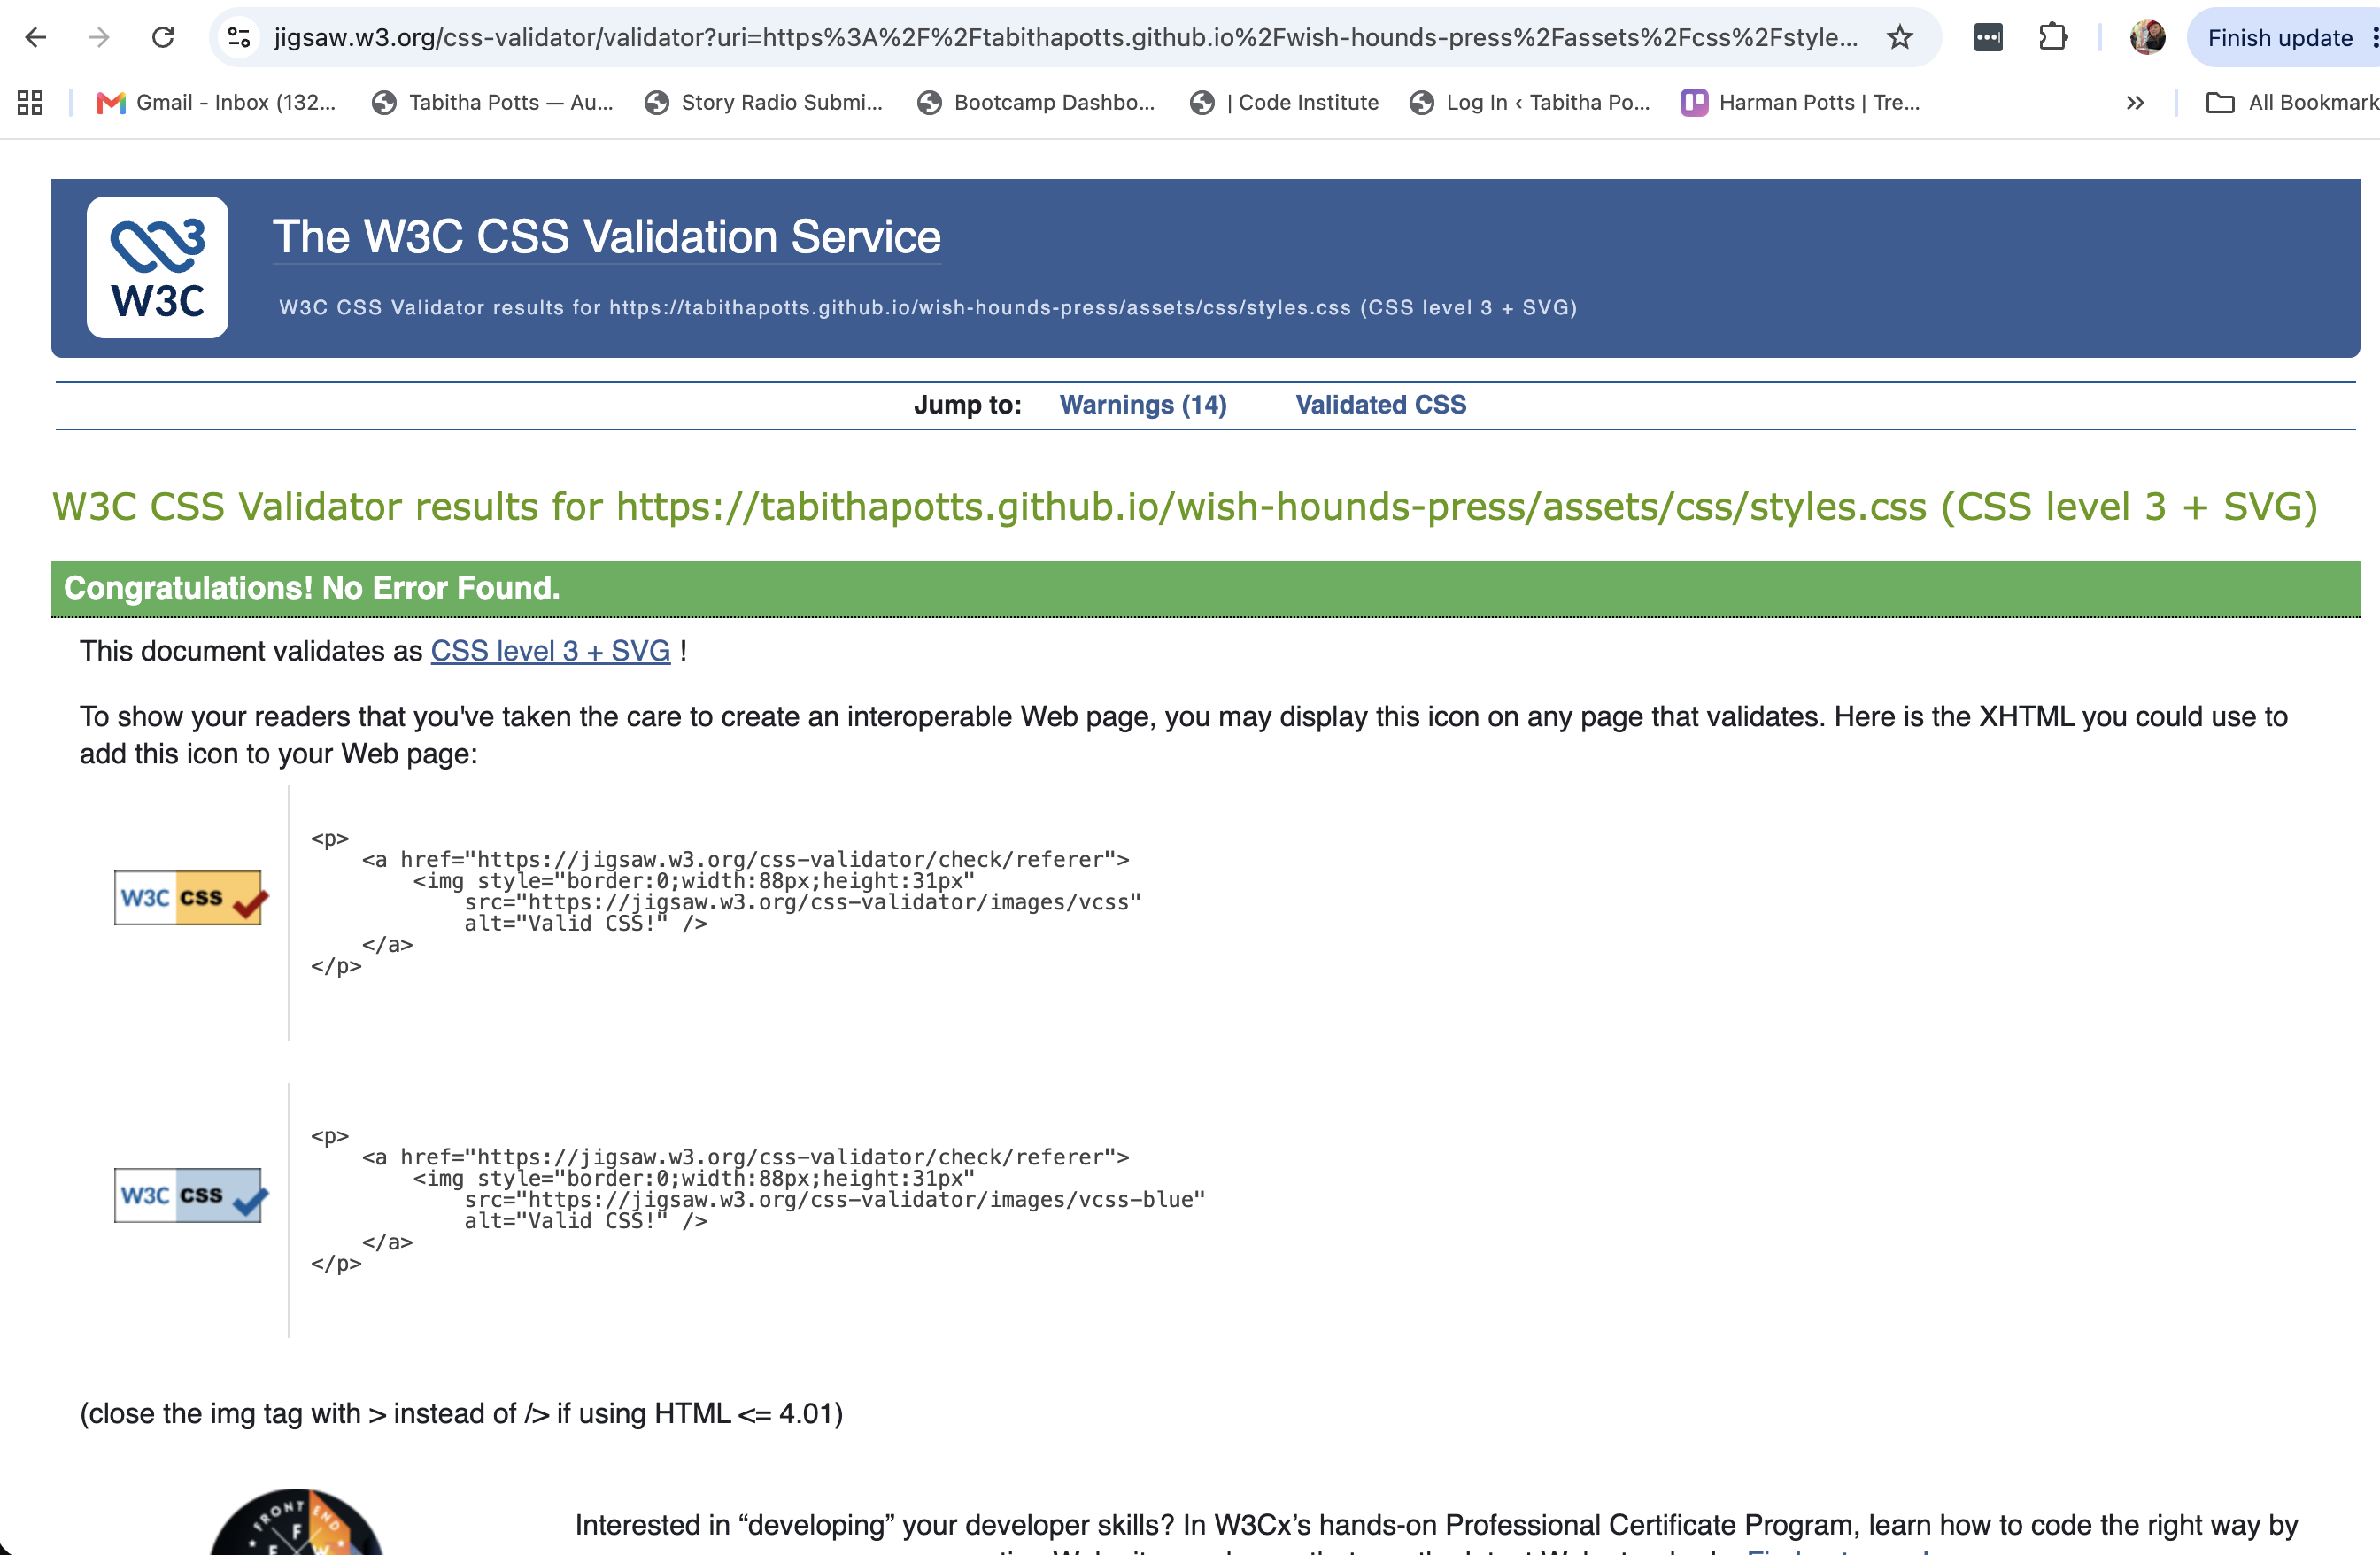 jigsaw.w3.org/css-validator/validator?uri=https%3A%2F%2Ftabithapotts.github.io%2Fwish-hounds-press%2Fassets%2Fcss%2Fstyle...
Finish update
Gmail - Inbox (132...
Tabitha Potts — Au...
Story Radio Submi...
Bootcamp Dashbo...
| Code Institute
Log In ‹ Tabitha Po...
Harman Potts | Tre...
All Bookmark
W3C
The W3C CSS Validation Service
W3C CSS Validator results for https://tabithapotts.github.io/wish-hounds-press/assets/css/styles.css (CSS level 3 + SVG)
Jump to: Warnings (14) Validated CSS
W3C CSS Validator results for https://tabithapotts.github.io/wish-hounds-press/assets/css/styles.css (CSS level 3 + SVG)
Congratulations! No Error Found.
This document validates as CSS level 3 + SVG !
To show your readers that you've taken the care to create an interoperable Web page, you may display this icon on any page that validates. Here is the XHTML you could use to
add this icon to your Web page:
W3C css
<p>
<a href="https://jigsaw.w3.org/css-validator/check/referer">
<img style="border:0;width:88px;height:31px"
src="https://jigsaw.w3.org/css-validator/images/vcss"
alt="Valid CSS!" />
</a>
</p>
W3C css
<p>
<a href="https://jigsaw.w3.org/css-validator/check/referer">
<img style="border:0;width:88px;height:31px"
src="https://jigsaw.w3.org/css-validator/images/vcss-blue"
alt="Valid CSS!" />
</a>
</p>
(close the img tag with > instead of /> if using HTML <= 4.01)
FRONT END
F
Interested in “developing” your developer skills? In W3Cx’s hands-on Professional Certificate Program, learn how to code the right way by